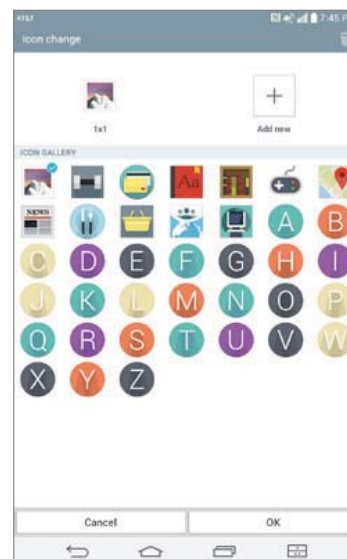 AT&T 7:45 P
Icon change
1x1 Add new
ICON GALLERY
Aa
NEWS A B
C D E F G H I
J K L M N O P
Q R S T U V W
X Y Z
Cancel OK